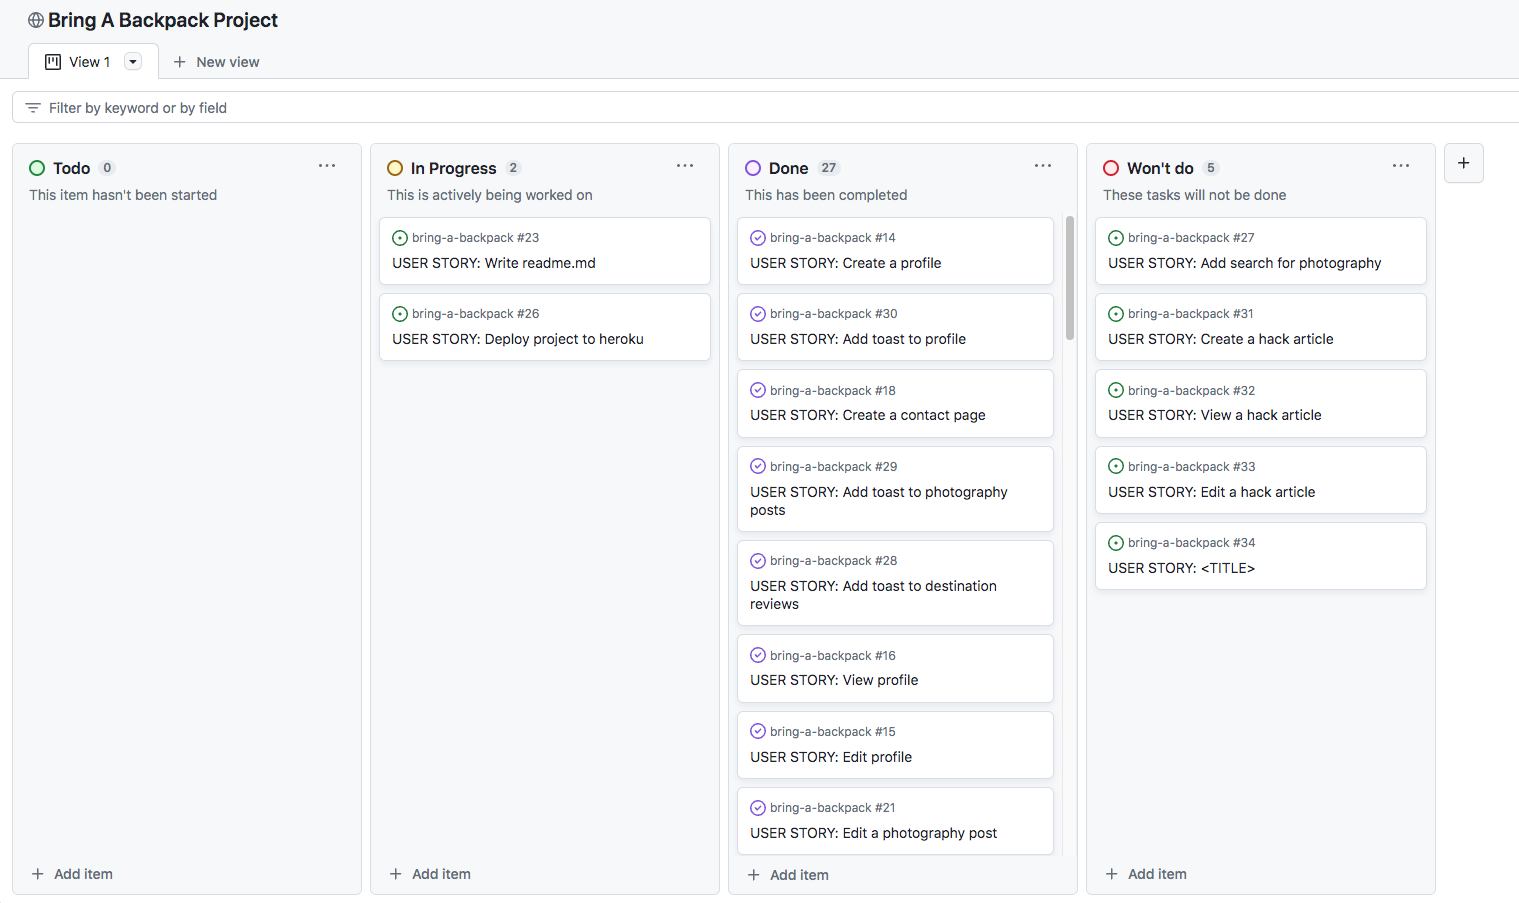 Bring A Backpack Project
View 1
New view
Filter by keyword or by field
Todo 0
This item hasn't been started
Add item
In Progress 2
This is actively being worked on
bring-a-backpack #23
USER STORY: Write readme.md
bring-a-backpack #26
USER STORY: Deploy project to heroku
Add item
Done 27
This has been completed
bring-a-backpack #14
USER STORY: Create a profile
bring-a-backpack #30
USER STORY: Add toast to profile
bring-a-backpack #18
USER STORY: Create a contact page
bring-a-backpack #29
USER STORY: Add toast to photography
posts
bring-a-backpack #28
USER STORY: Add toast to destination
reviews
bring-a-backpack #16
USER STORY: View profile
bring-a-backpack #15
USER STORY: Edit profile
bring-a-backpack #21
USER STORY: Edit a photography post
Add item
Won't do 5
These tasks will not be done
bring-a-backpack #27
USER STORY: Add search for photography
bring-a-backpack #31
USER STORY: Create a hack article
bring-a-backpack #32
USER STORY: View a hack article
bring-a-backpack #33
USER STORY: Edit a hack article
bring-a-backpack #34
USER STORY: <TITLE>
Add item